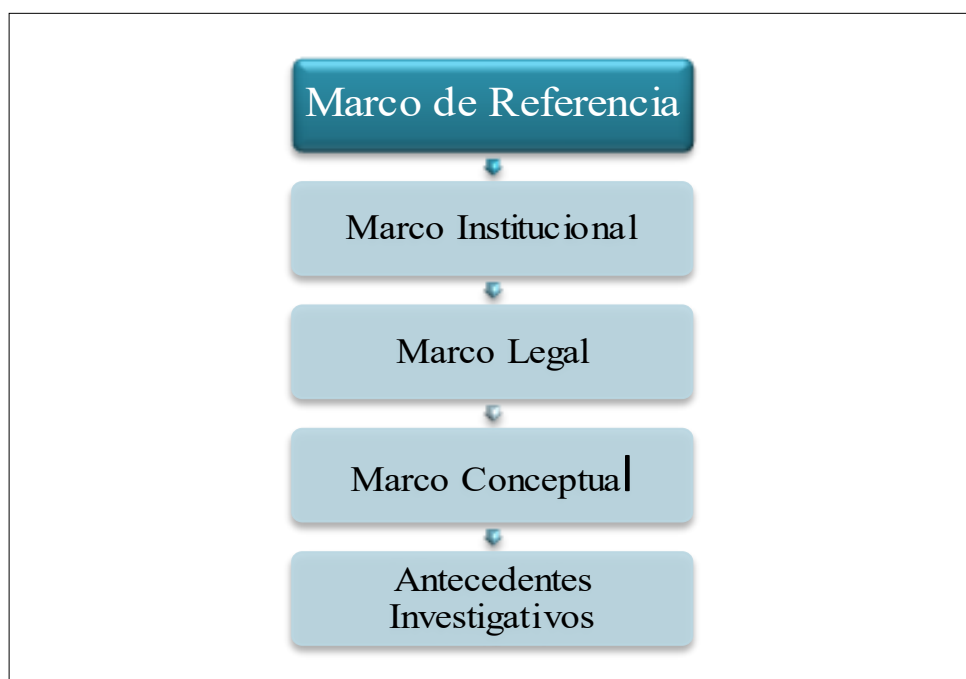 Marco de Referencia
Marco Institucional
Marco Legal
Marco Conceptual
Antecedentes
Investigativos